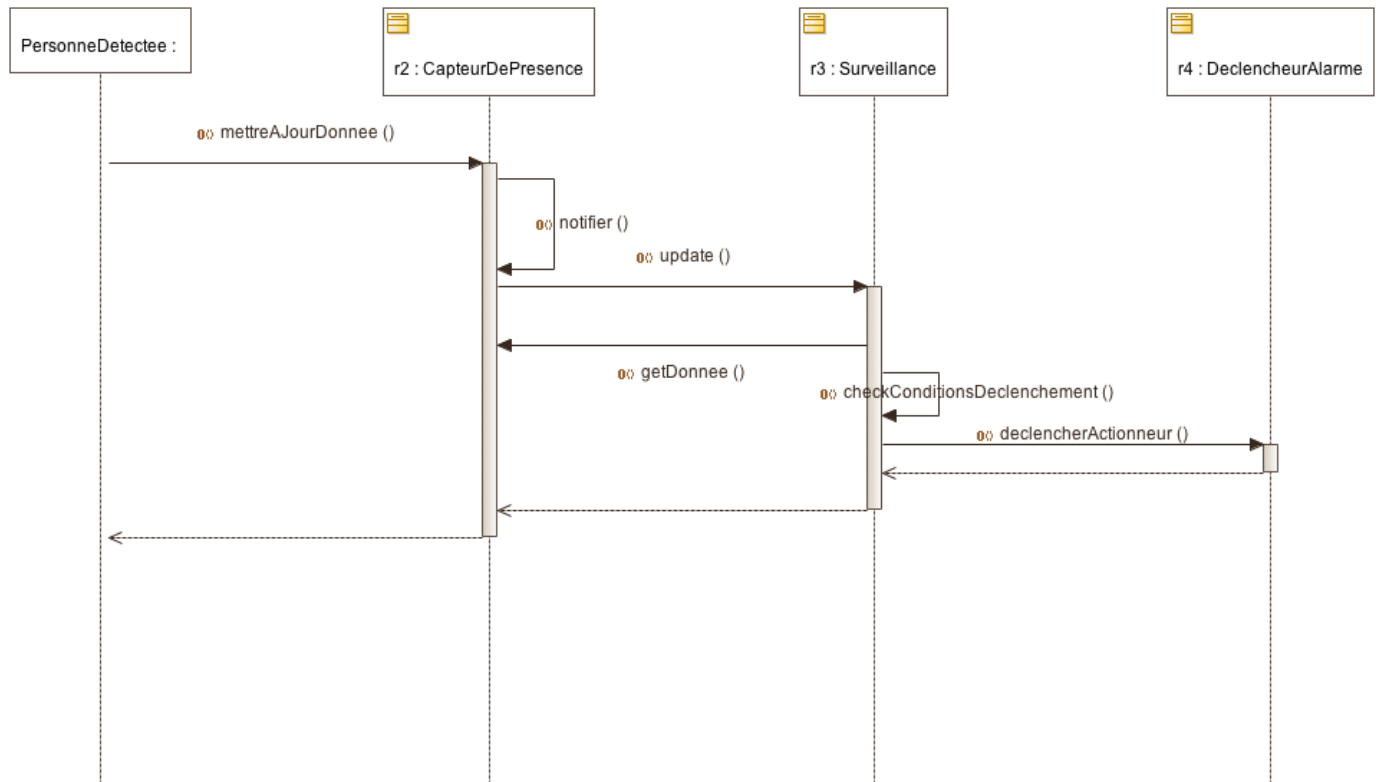 PersonneDetectee :
r2 : CapteurDePresence
r3 : Surveillance
r4 : DeclencheurAlarme
mettreAJourDonnee ()
notifier ()
update ()
getDonnee ()
checkConditionsDeclenchement ()
declencherActionneur ()